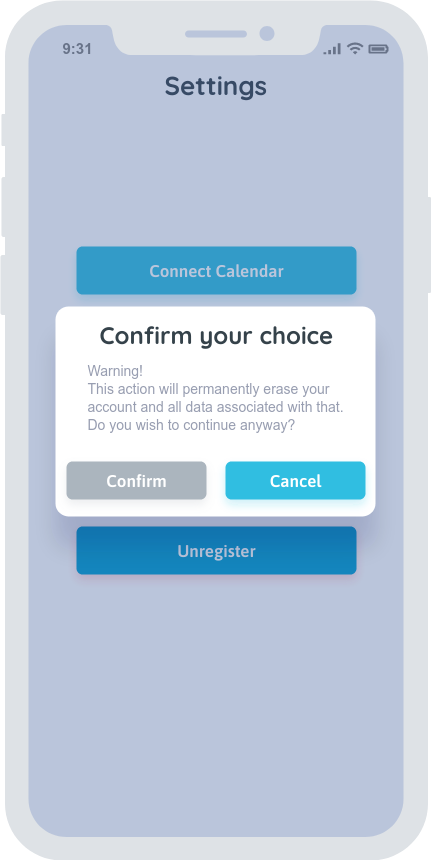 9:31
Settings
Connect Calendar
Confirm your choice
Warning!
This action will permanently erase your
account and all data associated with that.
Do you wish to continue anyway?
Confirm
Cancel
Unregister